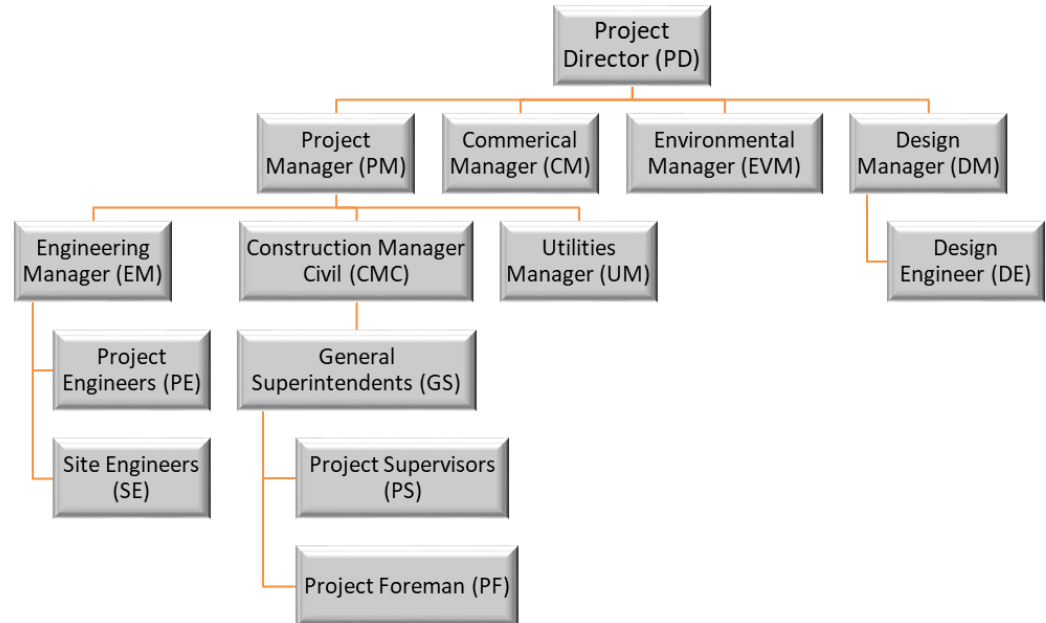 Project
Director (PD)
Project
Manager (PM)
Commerical
Manager (CM)
Environmental
Manager (EVM)
Design
Manager (DM)
Engineering
Manager (EM)
Construction Manager
Civil (CMC)
Utilities
Manager (UM)
Design
Engineer (DE)
Project
Engineers (PE)
General
Superintendents (GS)
Site Engineers
(SE)
Project Supervisors
(PS)
Project Foreman (PF)